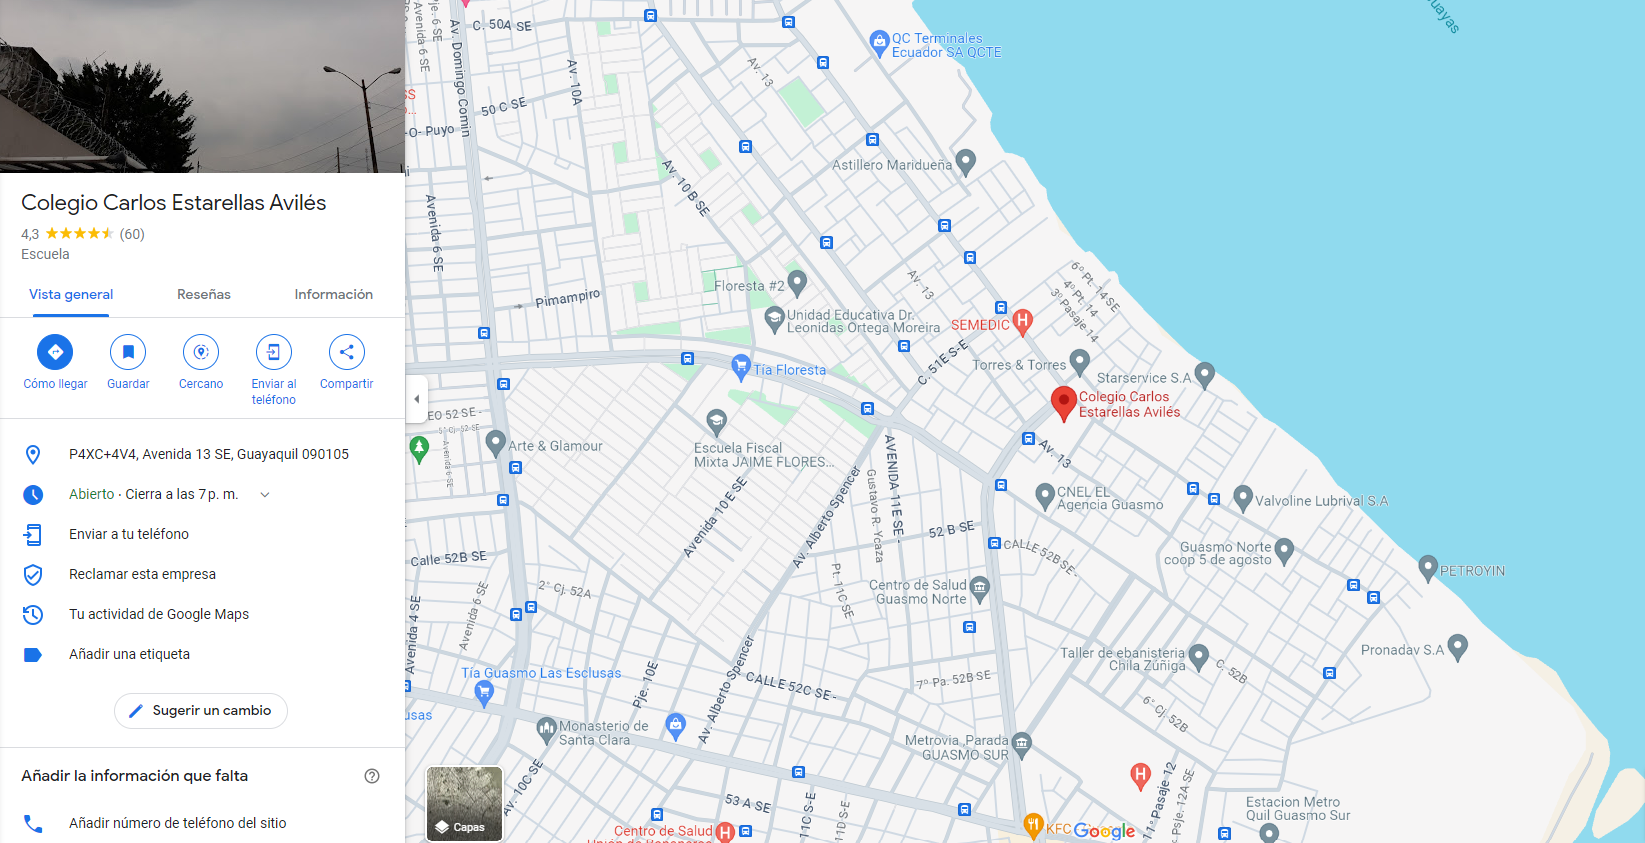 Colegio Carlos Estarellas Avilés
4,3
(60)
Escuela
Vista general
Reseñas
Información
Cómo llegar
Guardar
Cercano
Enviar al
teléfono
Compartir
P4XC+4V4, Avenida 13 SE, Guayaquil 090105
Abierto · Cierra a las 7 p. m.
Enviar a tu teléfono
Reclamar esta empresa
Tu actividad de Google Maps
Añadir una etiqueta
Sugerir un cambio
Añadir la información que falta
Añadir número de teléfono del sitio
Capas
C. 50A SE
Av. Domingo Comín
Av. 10A
Av. 13
QC Terminales
Ecuador SA QCTE
50 C SE
-O- Puyo
Astillero Maridueña
Av. 10 B SE
Avenida 6 SE
Pimampiro
Floresta #2
Av. 13
6° Pt. 14 SE
4° Pt. 14
3° Pasaje 14
Unidad Educativa Dr.
Leonidas Ortega Moreira
SEMEDIC
C. 51E S-E
Tía Floresta
Torres & Torres
Starservice S.A
Colegio Carlos
Estarellas Avilés
EO 52 SE -
5° Cj. 52 SE
Arte & Glamour
Escuela Fiscal
Mixta JAIME FLORES...
AVENIDA 11E SE -
Gustavo R. Ycaza
Av. 13
Avenida 10 E SE
Av. Alberto Spencer
CNEL EL
Agencia Guasmo
Valvoline Lubrival S.A
52 B SE
CALLE 52B SE -
Calle 52B SE
Guasmo Norte
coop 5 de agosto
PETROYIN
2° Cj. 52A
Pt. 11C SE
Centro de Salud
Guasmo Norte
Avenida 4 SE
Avenida 6 SE
Taller de ebanisteria
Chila Zúñiga
C. 52B
Pronadav S.A
Tía Guasmo Las Esclusas
Pje. 10E
Av. Alberto Spencer
CALLE 52C SE -
7° Pa. 52B SE
6° Cj. 52B
usas
Monasterio de
Santa Clara
Metrovia ,Parada
GUASMO SUR
Av. 10C SE
53 A SE
11C S-E
11D S-E
11° Pasaje 12
Psje. 12A SE
Estacion Metro
Quil Guasmo Sur
Centro de Salud
KFC
Google